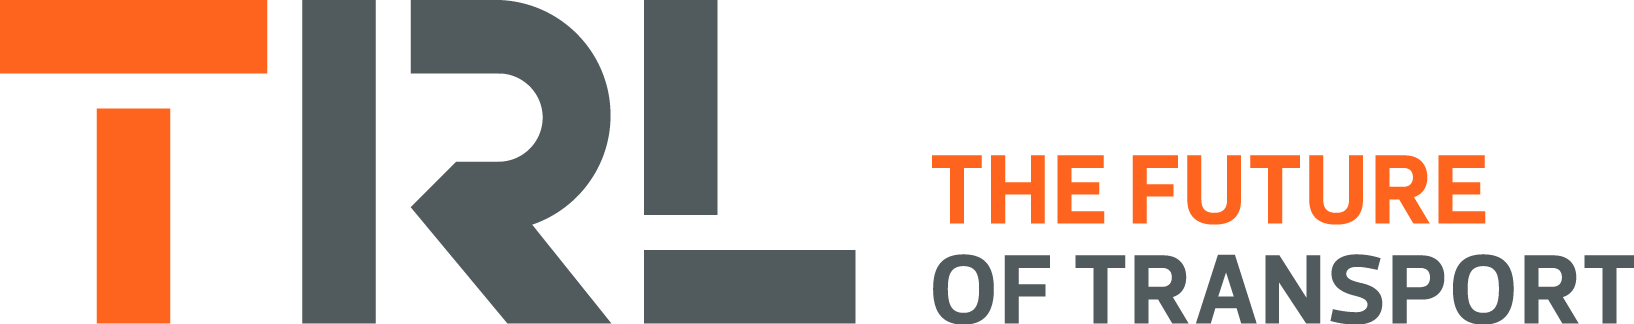 TRL
THE FUTURE
OF TRANSPORT